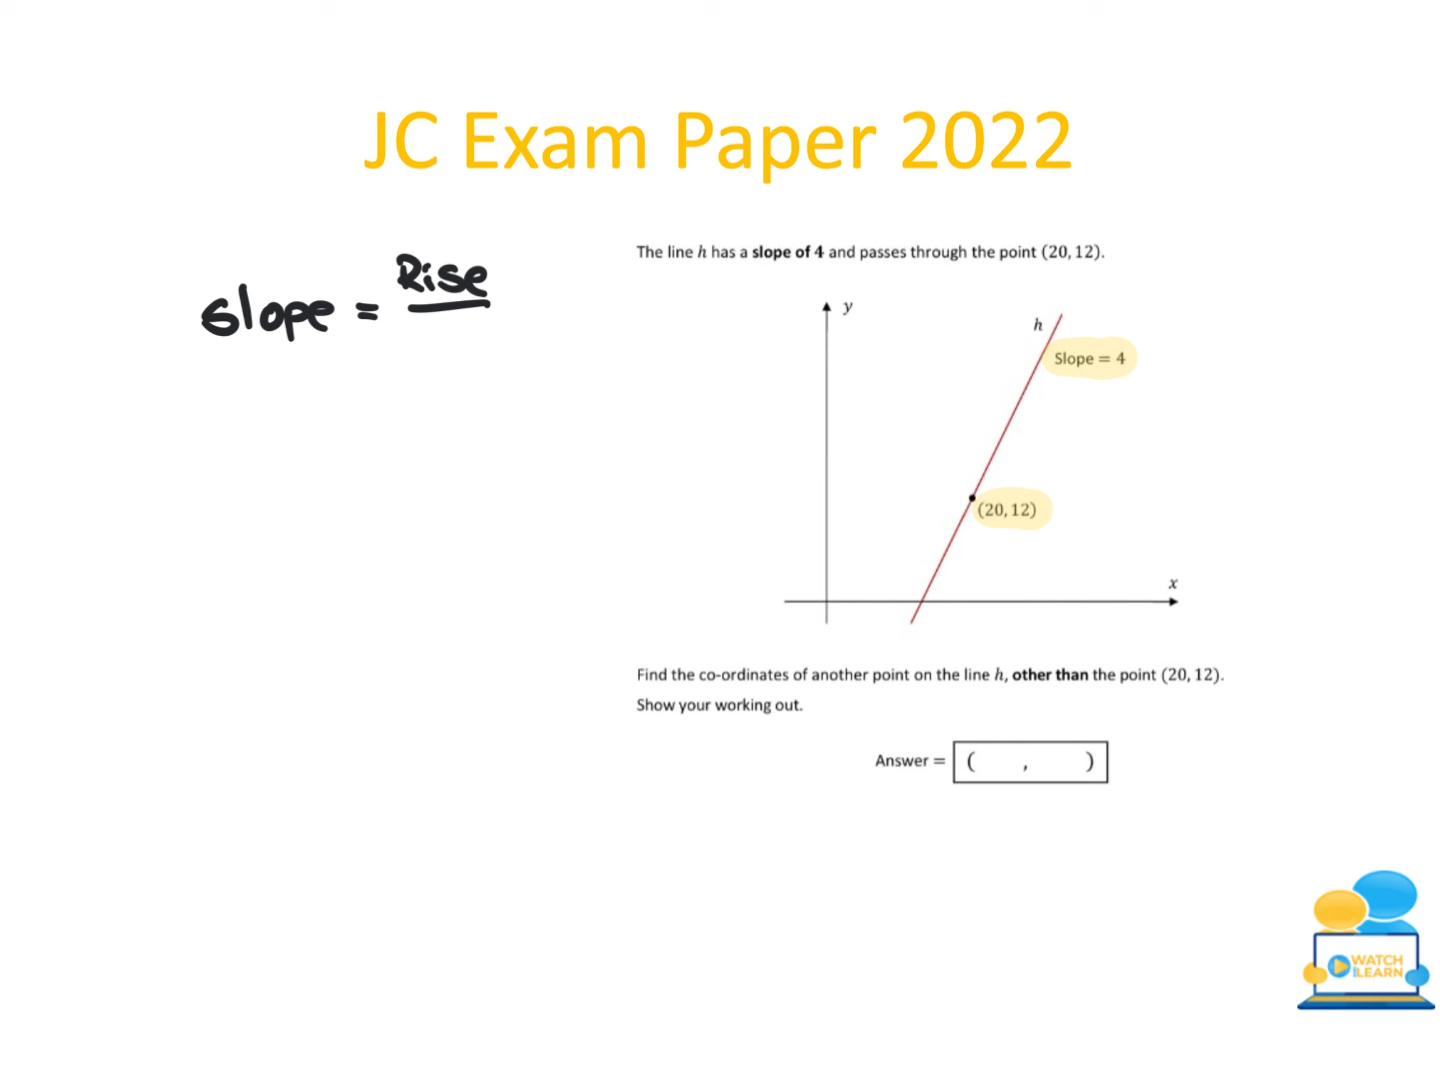 JC Exam Paper 2022
Slope = Rise
The line h has a slope of 4 and passes through the point (20, 12).
y
h
Slope = 4
(20, 12)
x
Find the co-ordinates of another point on the line h, other than the point (20, 12).
Show your working out.
Answer = ( , )
WATCH
LEARN